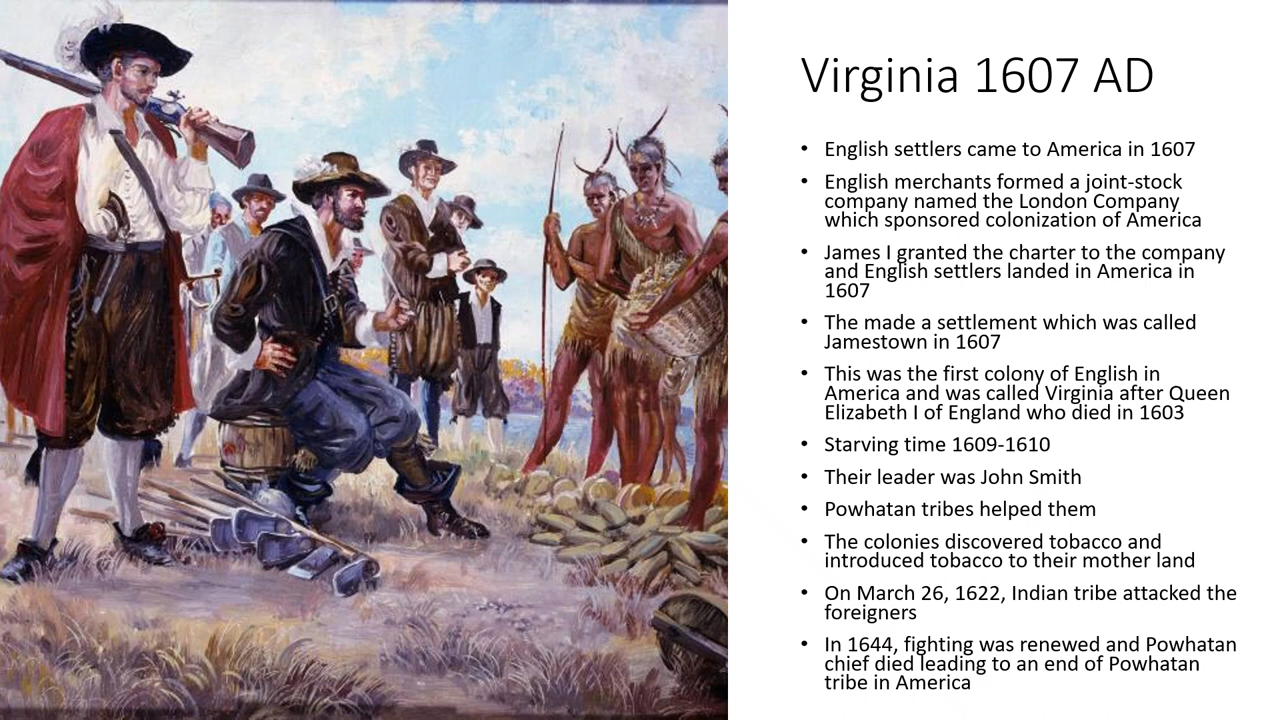 Virginia 1607 AD
• English settlers came to America in 1607
• English merchants formed a joint-stock
company named the London Company
which sponsored colonization of America
• James I granted the charter to the company
and English settlers landed in America in
1607
• The made a settlement which was called
Jamestown in 1607
• This was the first colony of English in
America and was called Virginia after Queen
Elizabeth I of England who died in 1603
• Starving time 1609-1610
• Their leader was John Smith
• Powhatan tribes helped them
• The colonies discovered tobacco and
introduced tobacco to their mother land
• On March 26, 1622, Indian tribe attacked the
foreigners
• In 1644, fighting was renewed and Powhatan
chief died leading to an end of Powhatan
tribe in America